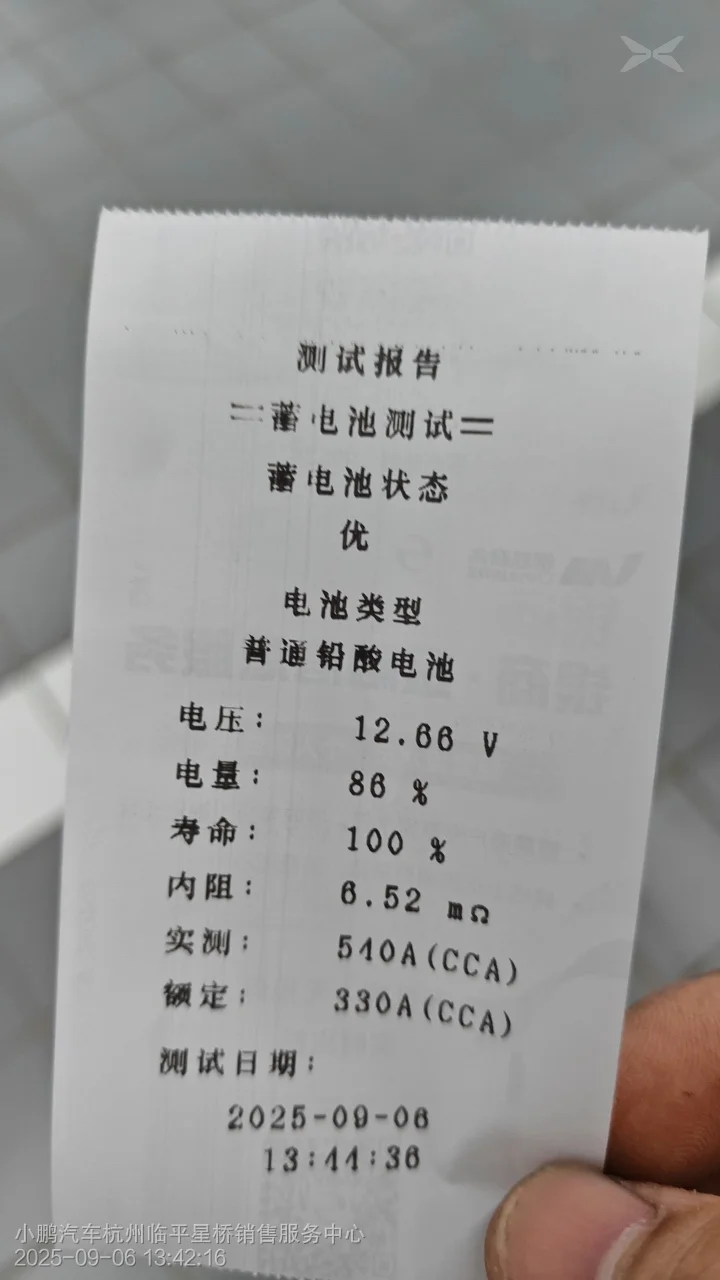 测试报告
=蓄电池测试=
蓄电池状态
优
电池类型
普通铅酸电池
电压: 12.66 V
电量: 86 %
寿命: 100 %
内阻: 6.52 mΩ
实测: 540A(CCA)
额定: 330A(CCA)
测试日期:
2025-09-06
13:44:36
小鹏汽车杭州临平星桥销售服务中心
2025-09-06 13:42:16